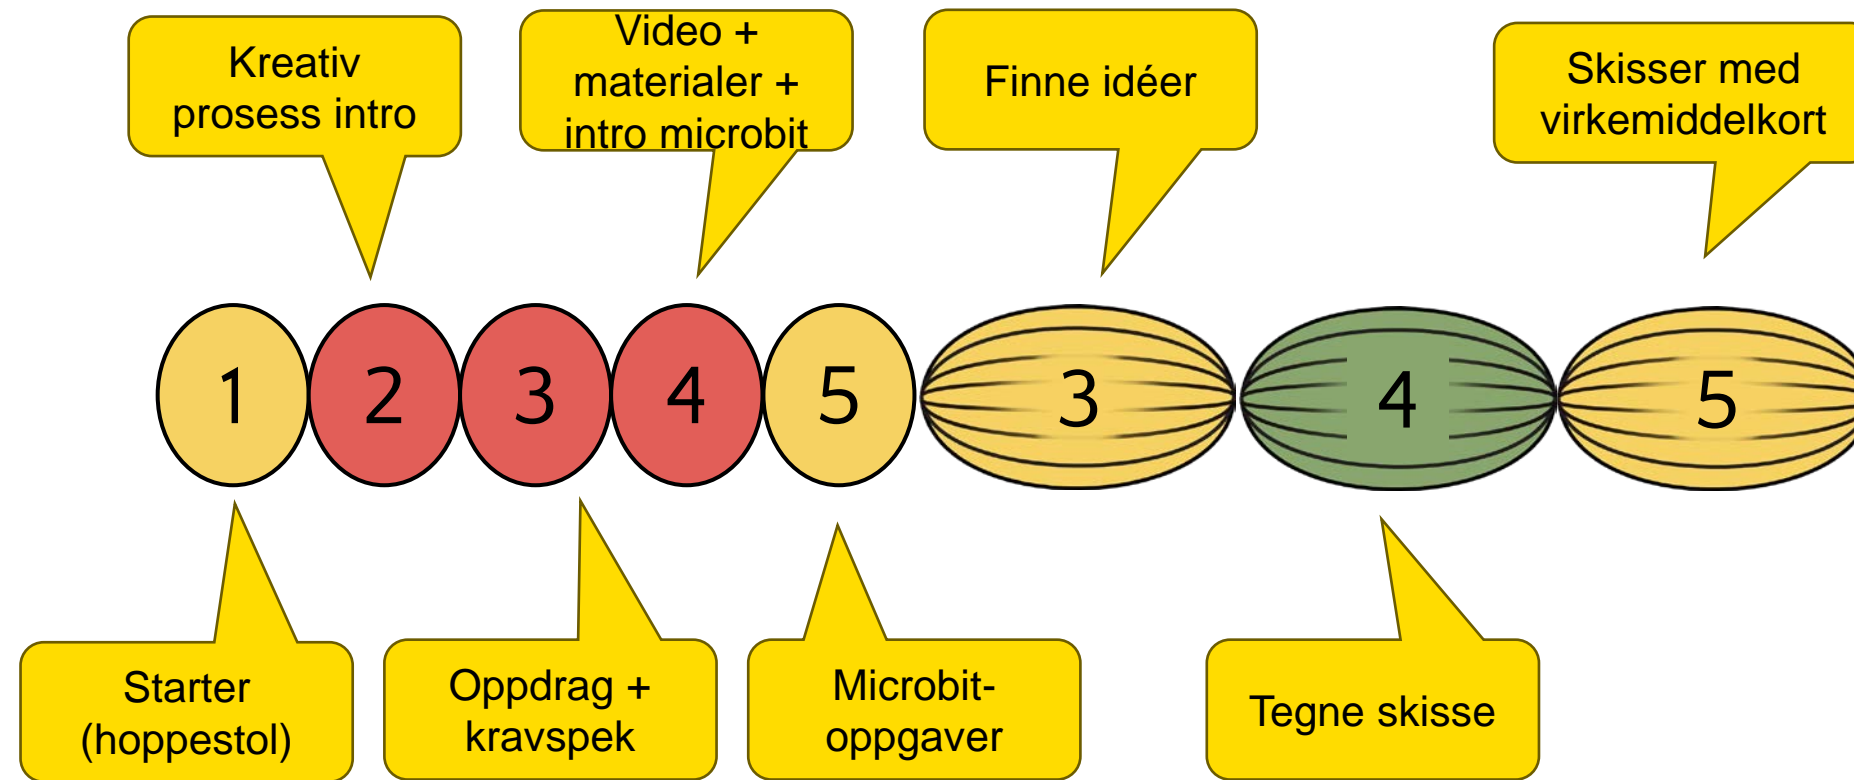 Kreativ
prosess intro
Video +
materialer +
intro microbit
Finne idéer
Skisser med
virkemiddelkort
1
2
3
4
5
3
4
5
Starter
(hoppestol)
Oppdrag +
kravspek
Microbit-
oppgaver
Tegne skisse